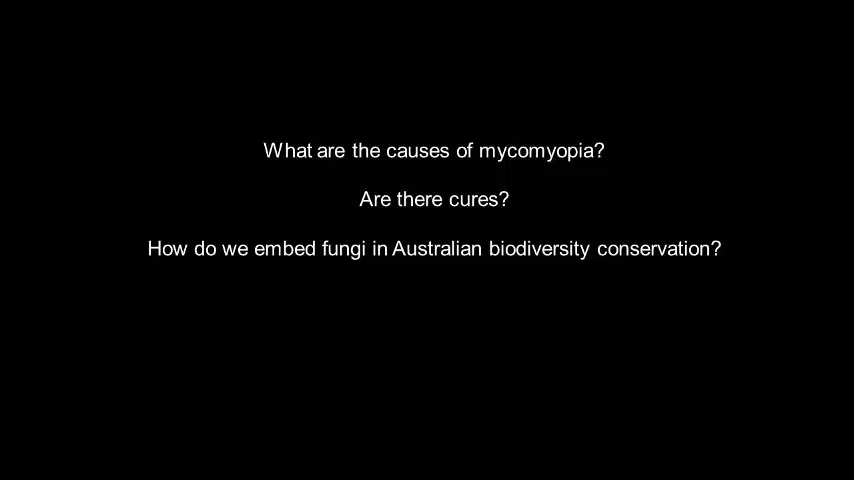 What are the causes of mycomyopia?
Are there cures?
How do we embed fungi in Australian biodiversity conservation?